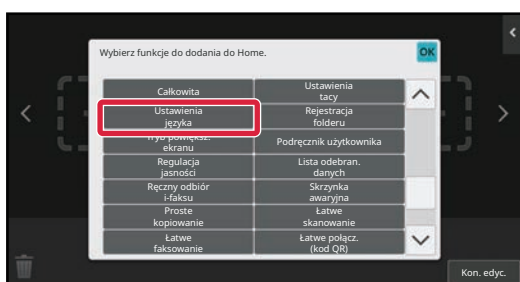 Wybierz funkcje do dodania do Home.
OK
Całkowita
Ustawienia
tacy
Ustawienia
języka
Rejestracja
folderu
Tryb powiększ.
ekranu
Podręcznik użytkownika
Regulacja
jasności
Lista odebran.
danych
Ręczny odbiór
i-faksu
Skrzynka
awaryjna
Proste
kopiowanie
Łatwe
skanowanie
Łatwe
faksowanie
Łatwe połącz.
(kod QR)
Kon. edyc.